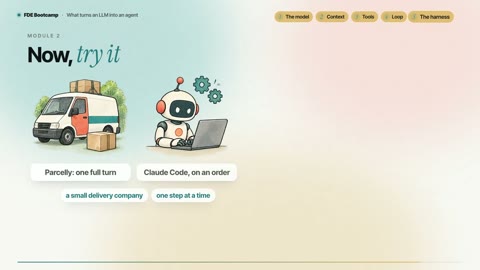 FDE Bootcamp · What turns an LLM into an agent
The model
Context
Tools
Loop
The harness
MODULE 2
Now, try it
Parcelly: one full turn
Claude Code, on an order
a small delivery company
one step at a time